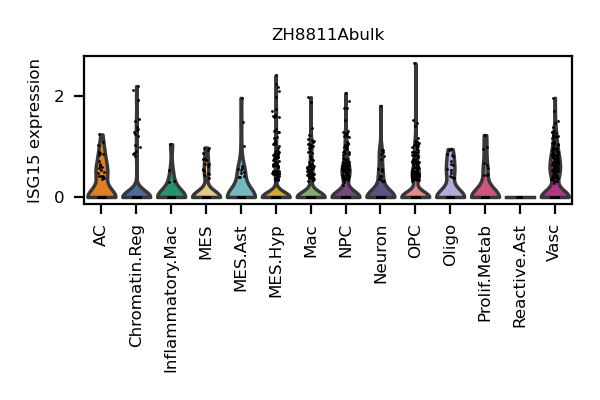 ZH8811Abulk
ISG15 expression
2
0
AC
Chromatin.Reg
Inflammatory.Mac
MES
MES.Ast
MES.Hyp
Mac
NPC
Neuron
OPC
Oligo
Prolif.Metab
Reactive.Ast
Vasc